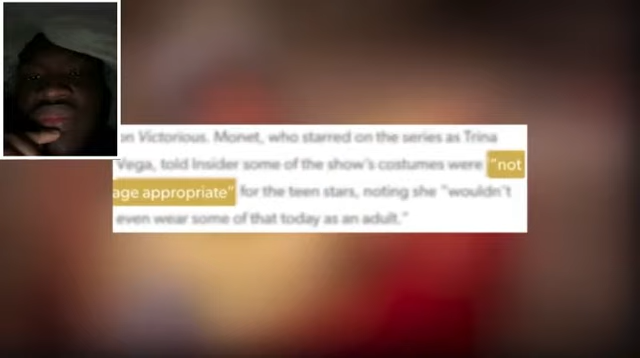 on Victorious. Monet, who starred on the series as Trina
Vega, told Insider some of the show's costumes were "not
age appropriate" for the teen stars, noting she "wouldn't
even wear some of that today as an adult."